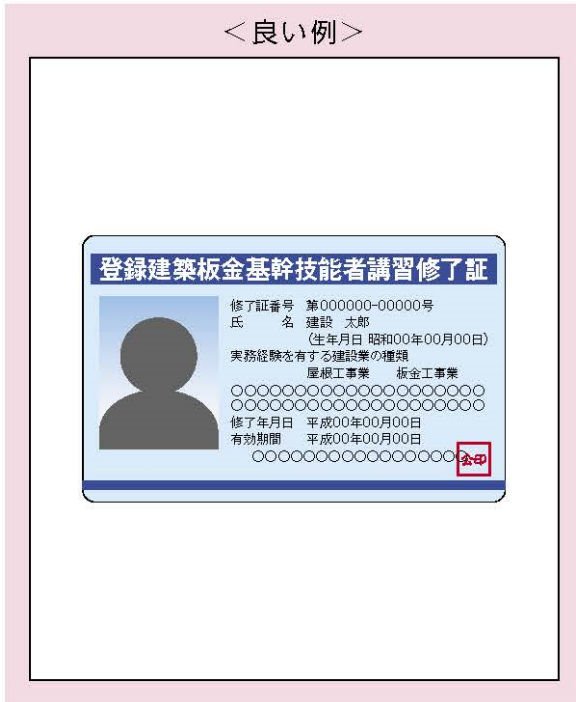 ＜良い例＞
登録建築板金基幹技能者講習修了証
修了証番号　第000000-00000号
氏　　名　建設　太郎
(生年月日 昭和00年00月00日)
実務経験を有する建設業の種類
屋根工事業　　板金工事業
○○○○○○○○○○○○○○○○○○○○
○○○○○○○○○○○○○○○○○○○○
修了年月日　平成00年00月00日
有効期間　　平成00年00月00日
○○○○○○○○○○○○○○○○○
公印